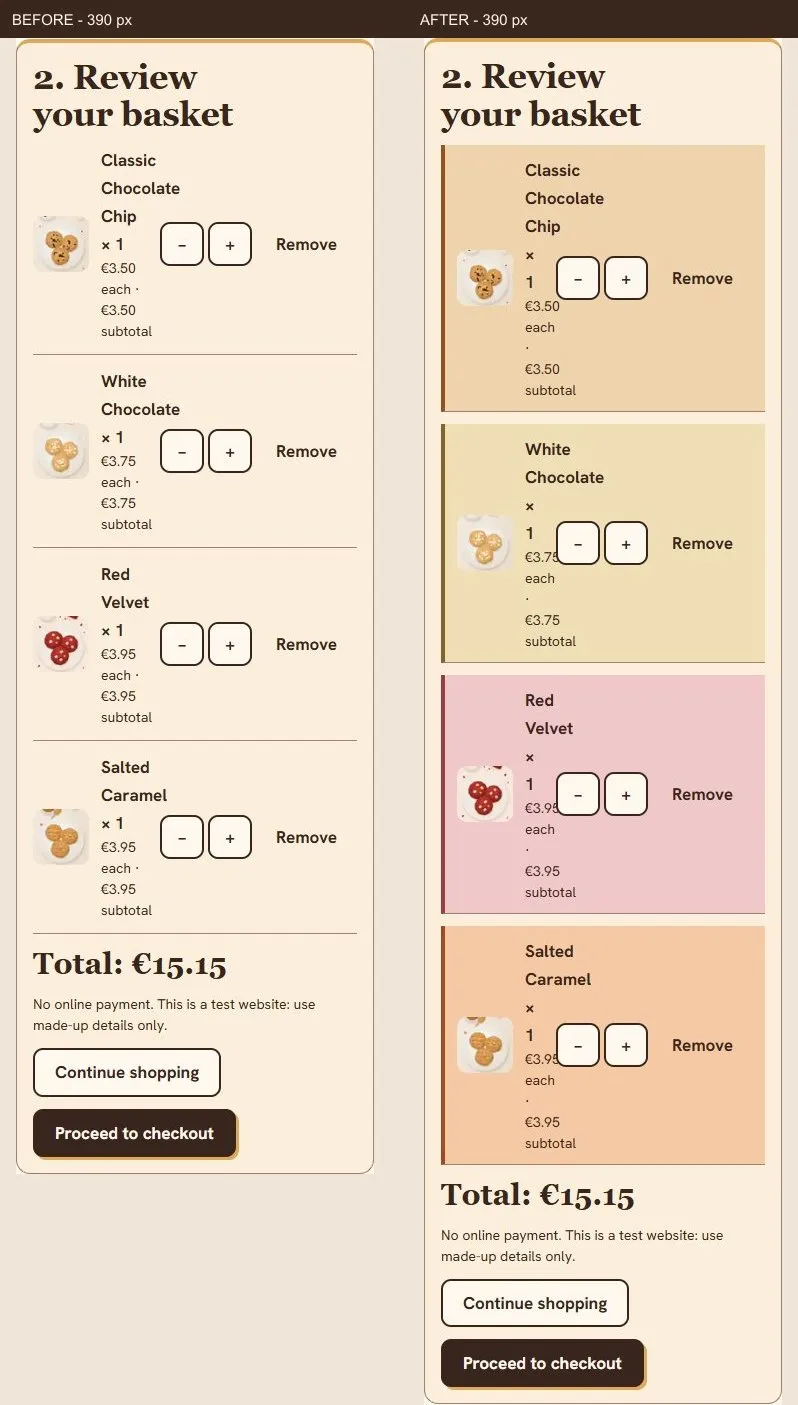 BEFORE - 390 px
2. Review
your basket
Classic
Chocolate
Chip
× 1
€3.50
each ·
€3.50
subtotal
–
+
Remove
White
Chocolate
× 1
€3.75
each ·
€3.75
subtotal
–
+
Remove
Red
Velvet
× 1
€3.95
each ·
€3.95
subtotal
–
+
Remove
Salted
Caramel
× 1
€3.95
each ·
€3.95
subtotal
–
+
Remove
Total: €15.15
No online payment. This is a test website: use
made-up details only.
Continue shopping
Proceed to checkout
AFTER - 390 px
2. Review
your basket
Classic
Chocolate
Chip
×
1
€3.50
each
·
€3.50
subtotal
–
+
Remove
White
Chocolate
×
1
€3.75
each
·
€3.75
subtotal
–
+
Remove
Red
Velvet
×
1
€3.95
each
·
€3.95
subtotal
–
+
Remove
Salted
Caramel
×
1
€3.95
each
·
€3.95
subtotal
–
+
Remove
Total: €15.15
No online payment. This is a test website: use
made-up details only.
Continue shopping
Proceed to checkout